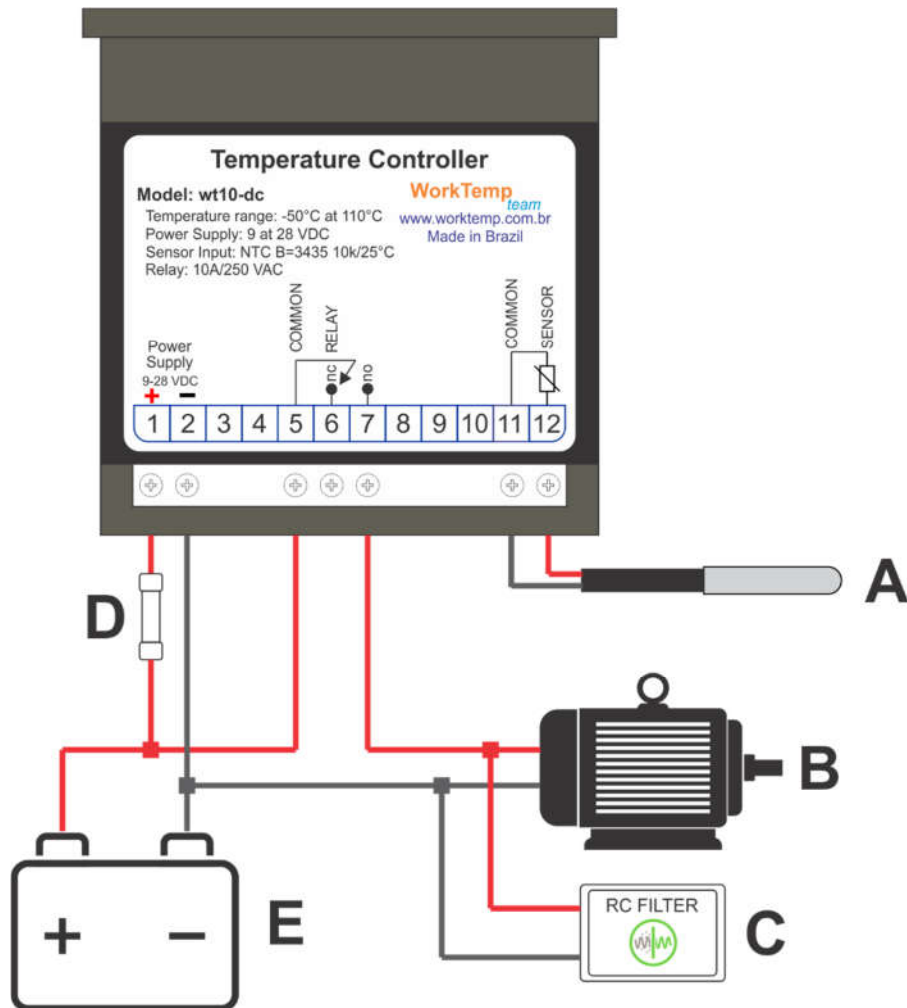 Temperature Controller
Model: wt10-dc
WorkTemp
team
www.worktemp.com.br
Made in Brazil
Temperature range: -50°C at 110°C
Power Supply: 9 at 28 VDC
Sensor Input: NTC B=3435 10k/25°C
Relay: 10A/250 VAC
COMMON
RELAY
COMMON
SENSOR
Power
Supply
9-28 VDC
nc
no
+ −
1 2 3 4 5 6 7 8 9 10 11 12
A
D
B
E
+ −
RC FILTER
C